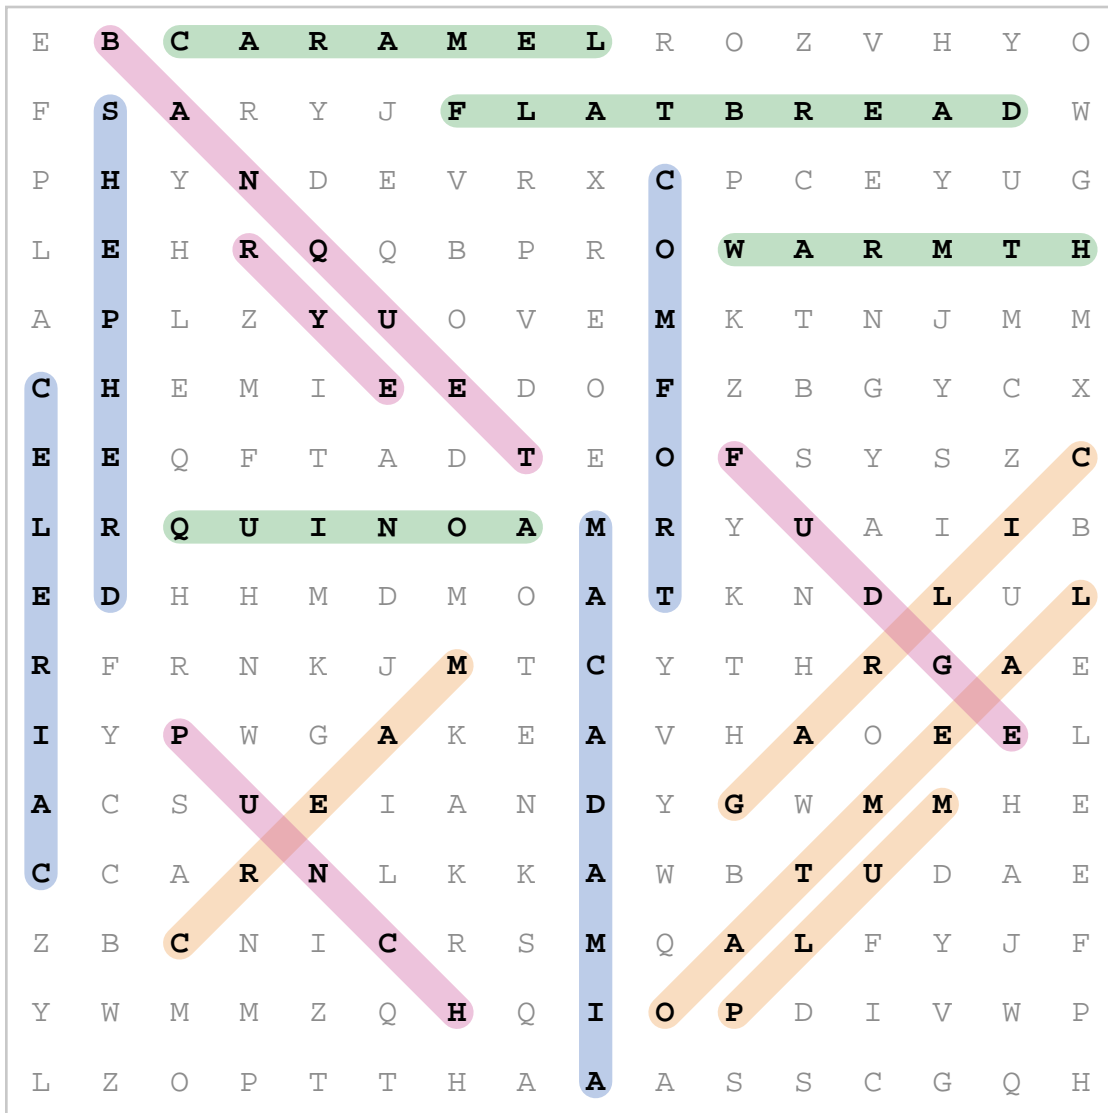 E B C A R A M E L R O Z V H Y O
F S A R Y J F L A T B R E A D W
P H Y N D E V R X C P C E Y U G
L E H R Q Q B P R O W A R M T H
A P L Z Y U O V E M K T N J M M
C H E M I E E D O F Z B G Y C X
E E Q F T A D T E O F S Y S Z C
L R Q U I N O A M R Y U A I I B
E D H H M D M O A T K N D L U L
R F R N K J M T C Y T H R G A E
I Y P W G A K E A V H A O E E L
A C S U E I A N D Y G W M M H E
C C A R N L K K A W B T U D A E
Z B C N I C R S M Q A L F Y J F
Y W M M Z Q H Q I O P D I V W P
L Z O P T T H A A A S S C G Q H